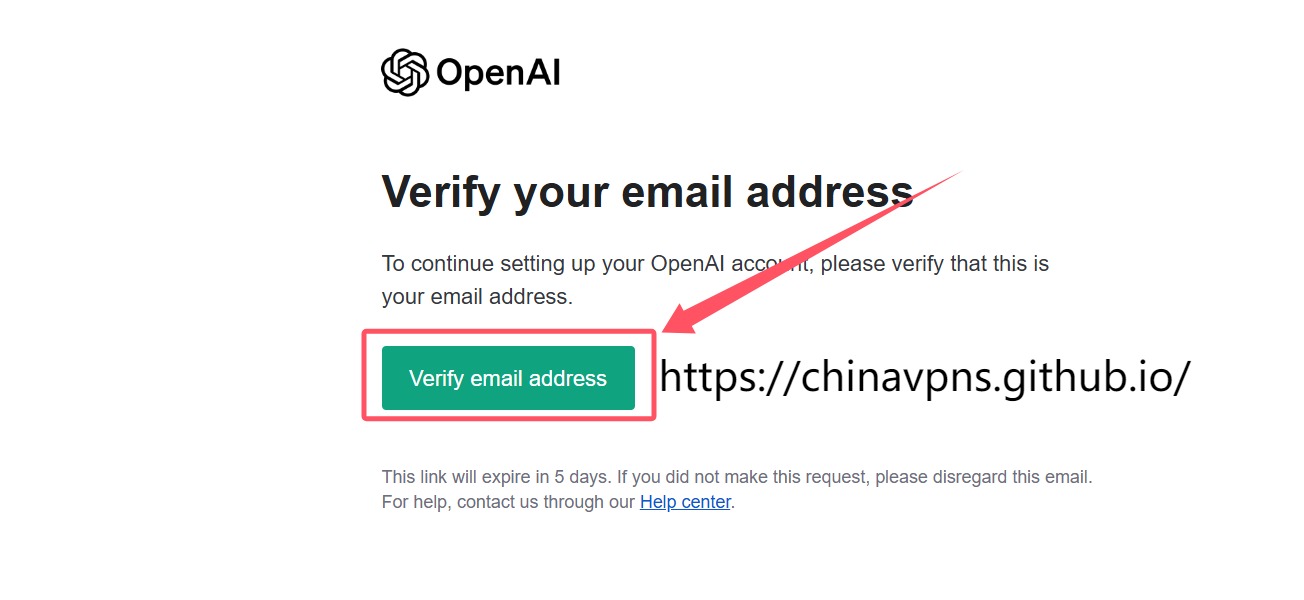 OpenAI
Verify your email address
To continue setting up your OpenAI account, please verify that this is
your email address.
Verify email address
https://chinavpns.github.io/
This link will expire in 5 days. If you did not make this request, please disregard this email.
For help, contact us through our Help center.